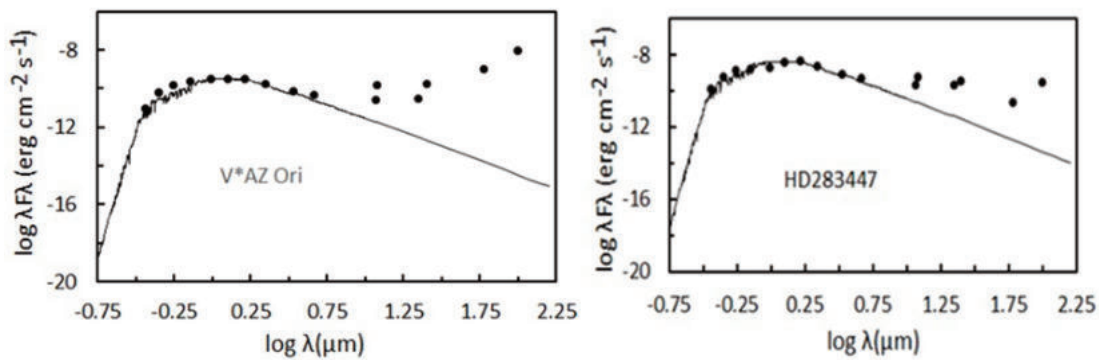 -8
-12
-16
-20
log λFλ (erg cm⁻² s⁻¹)
V*AZ Ori
-0.75 -0.25 0.25 0.75 1.25 1.75 2.25
log λ(μm)
-8
-12
-16
-20
log λFλ (erg cm⁻² s⁻¹)
HD283447
-0.75 -0.25 0.25 0.75 1.25 1.75 2.25
log λ(μm)